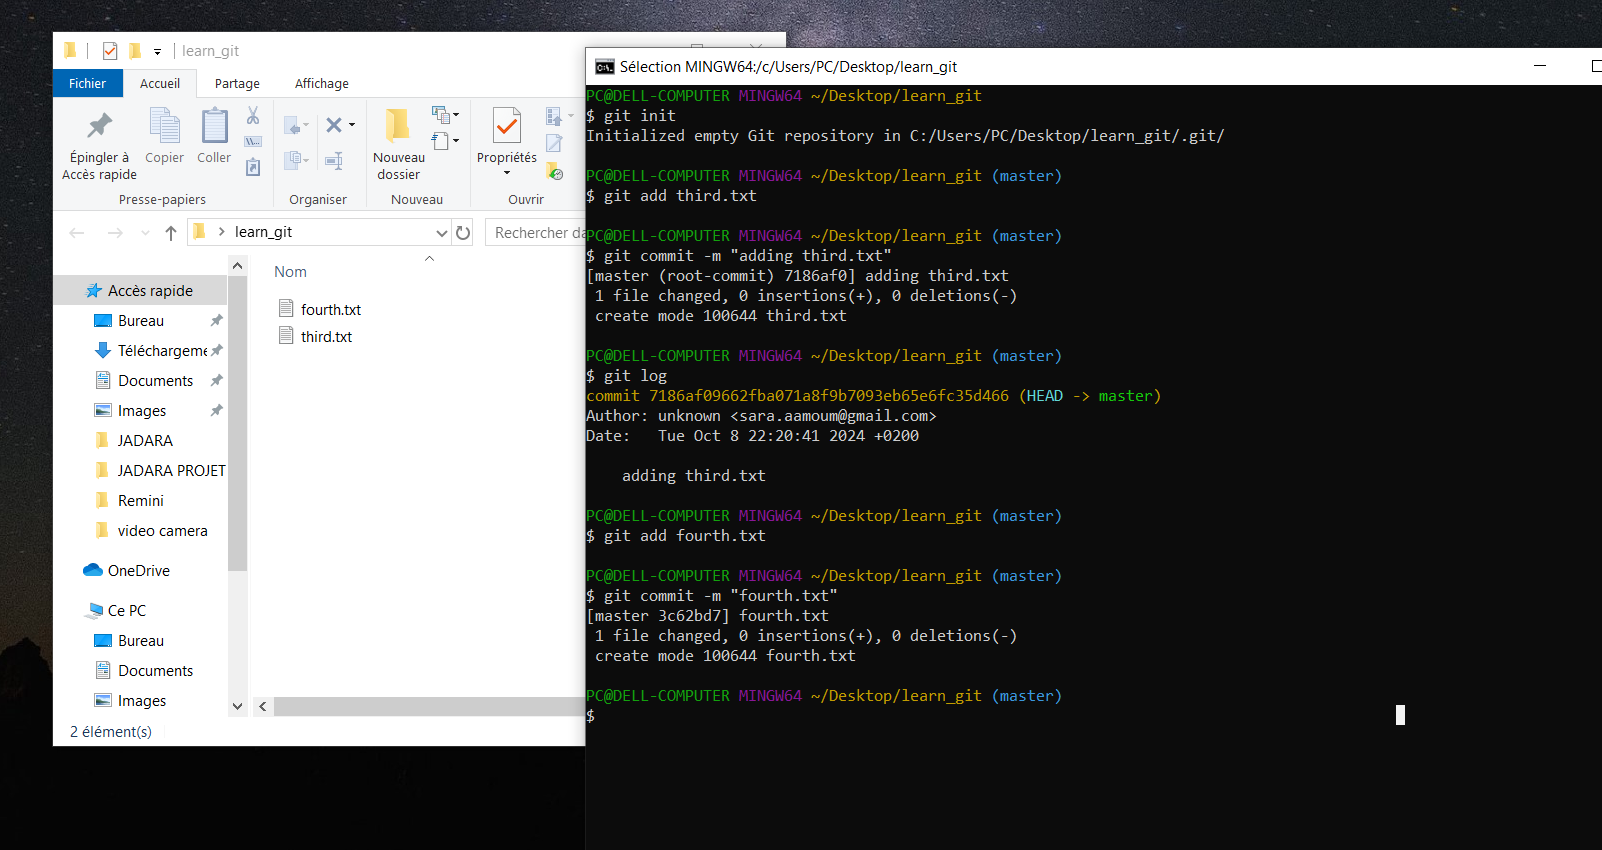 learn_git
Fichier Accueil Partage Affichage
Épingler à Accès rapide
Copier
Coller
Nouveau dossier
Propriétés
Presse-papiers Organiser Nouveau Ouvrir
learn_git
Rechercher da
Nom
fourth.txt
third.txt
Accès rapide
Bureau
Téléchargeme
Documents
Images
JADARA
JADARA PROJET
Remini
video camera
OneDrive
Ce PC
Bureau
Documents
Images
2 élément(s)
Sélection MINGW64:/c/Users/PC/Desktop/learn_git
PC@DELL-COMPUTER MINGW64 ~/Desktop/learn_git
$ git init
Initialized empty Git repository in C:/Users/PC/Desktop/learn_git/.git/
PC@DELL-COMPUTER MINGW64 ~/Desktop/learn_git (master)
$ git add third.txt
PC@DELL-COMPUTER MINGW64 ~/Desktop/learn_git (master)
$ git commit -m "adding third.txt"
[master (root-commit) 7186af0] adding third.txt
1 file changed, 0 insertions(+), 0 deletions(-)
create mode 100644 third.txt
PC@DELL-COMPUTER MINGW64 ~/Desktop/learn_git (master)
$ git log
commit 7186af09662fba071a8f9b7093eb65e6fc35d466 (HEAD -> master)
Author: unknown <sara.aamoum@gmail.com>
Date:   Tue Oct 8 22:20:41 2024 +0200
adding third.txt
PC@DELL-COMPUTER MINGW64 ~/Desktop/learn_git (master)
$ git add fourth.txt
PC@DELL-COMPUTER MINGW64 ~/Desktop/learn_git (master)
$ git commit -m "fourth.txt"
[master 3c62bd7] fourth.txt
1 file changed, 0 insertions(+), 0 deletions(-)
create mode 100644 fourth.txt
PC@DELL-COMPUTER MINGW64 ~/Desktop/learn_git (master)
$